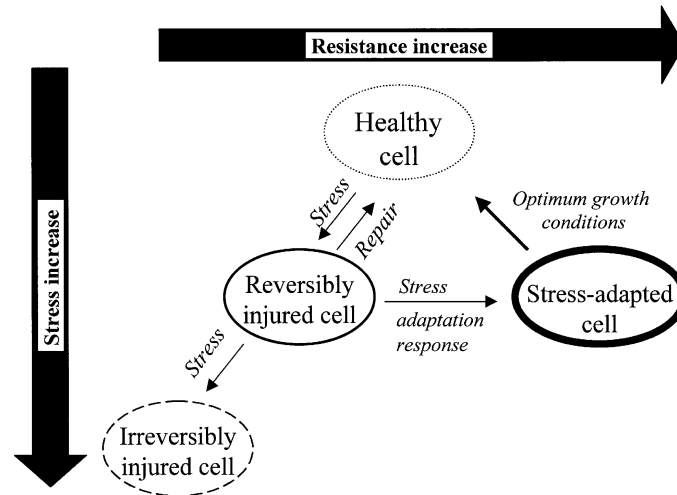 Resistance increase
Stress increase
Healthy
cell
Stress
Repair
Optimum growth
conditions
Reversibly
injured cell
Stress
adaptation
response
Stress-adapted
cell
Stress
Irreversibly
injured cell